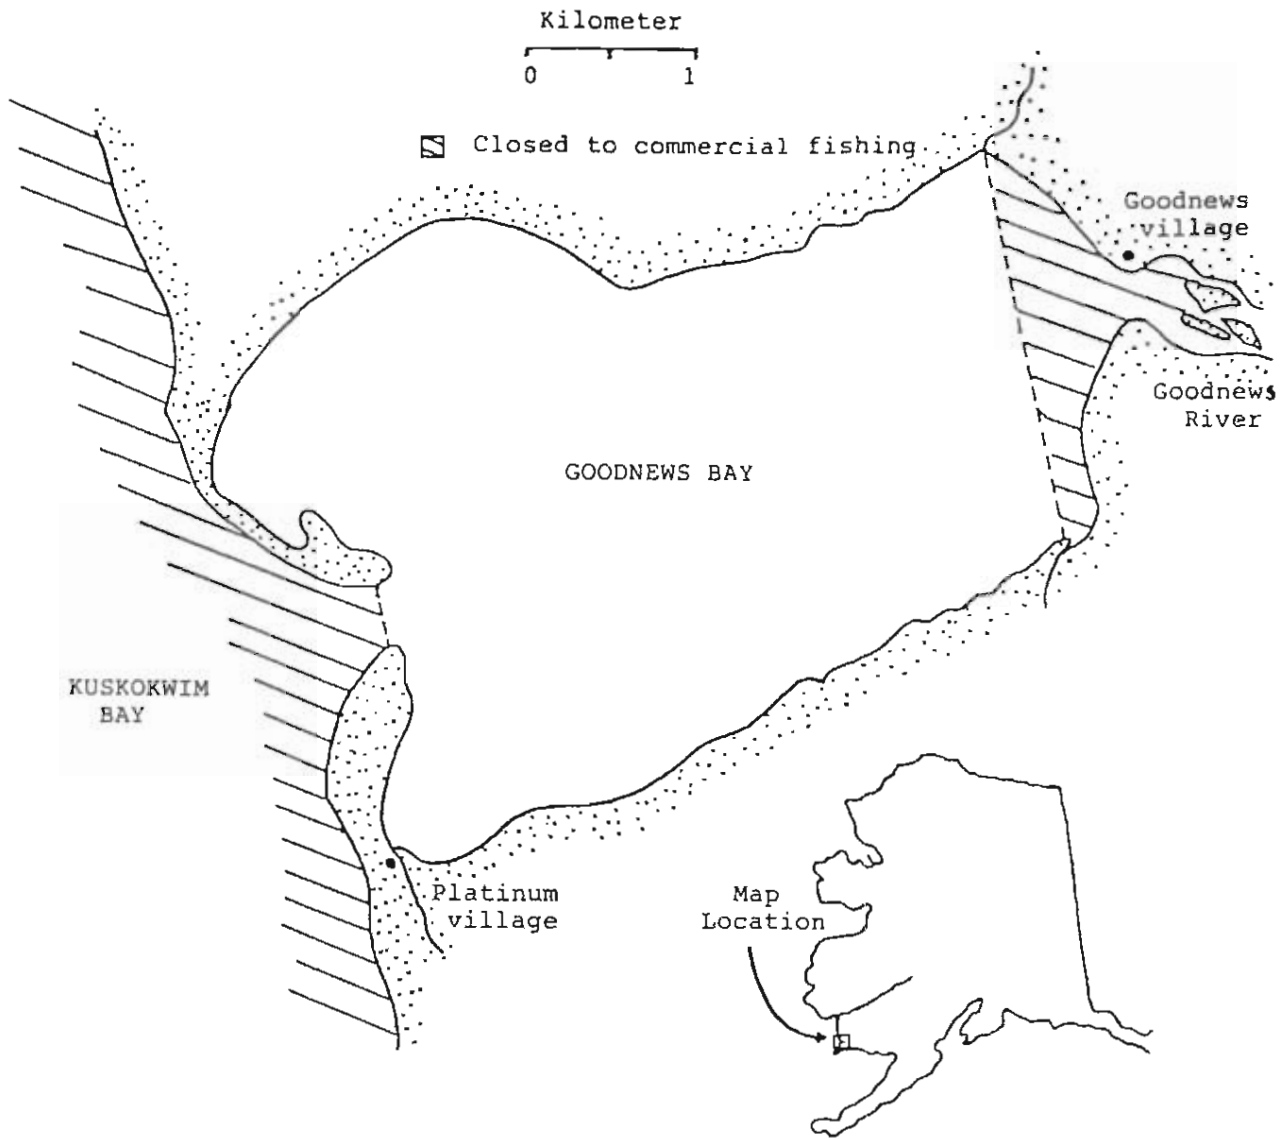 Kilometer
0 1
Closed to commercial fishing
Goodnews
village
Goodnews
River
GOODNEWS BAY
KUSKOKWIM
BAY
Platinum
village
Map
Location